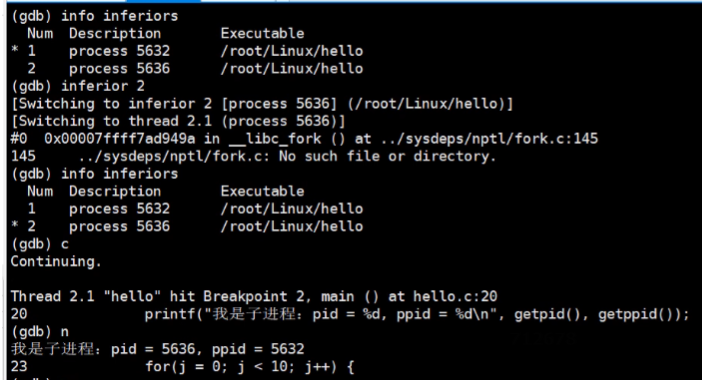 (gdb) info inferiors
  Num  Description       Executable
* 1    process 5632      /root/Linux/hello
  2    process 5636      /root/Linux/hello
(gdb) inferior 2
[Switching to inferior 2 [process 5636] (/root/Linux/hello)]
[Switching to thread 2.1 (process 5636)]
#0  0x00007ffff7ad949a in __libc_fork () at ../sysdeps/nptl/fork.c:145
145     ../sysdeps/nptl/fork.c: No such file or directory.
(gdb) info inferiors
  Num  Description       Executable
  1    process 5632      /root/Linux/hello
* 2    process 5636      /root/Linux/hello
(gdb) c
Continuing.
Thread 2.1 "hello" hit Breakpoint 2, main () at hello.c:20
20              printf("我是子进程：pid = %d, ppid = %d\n", getpid(), getppid());
(gdb) n
我是子进程：pid = 5636, ppid = 5632
23              for(j = 0; j < 10; j++) {